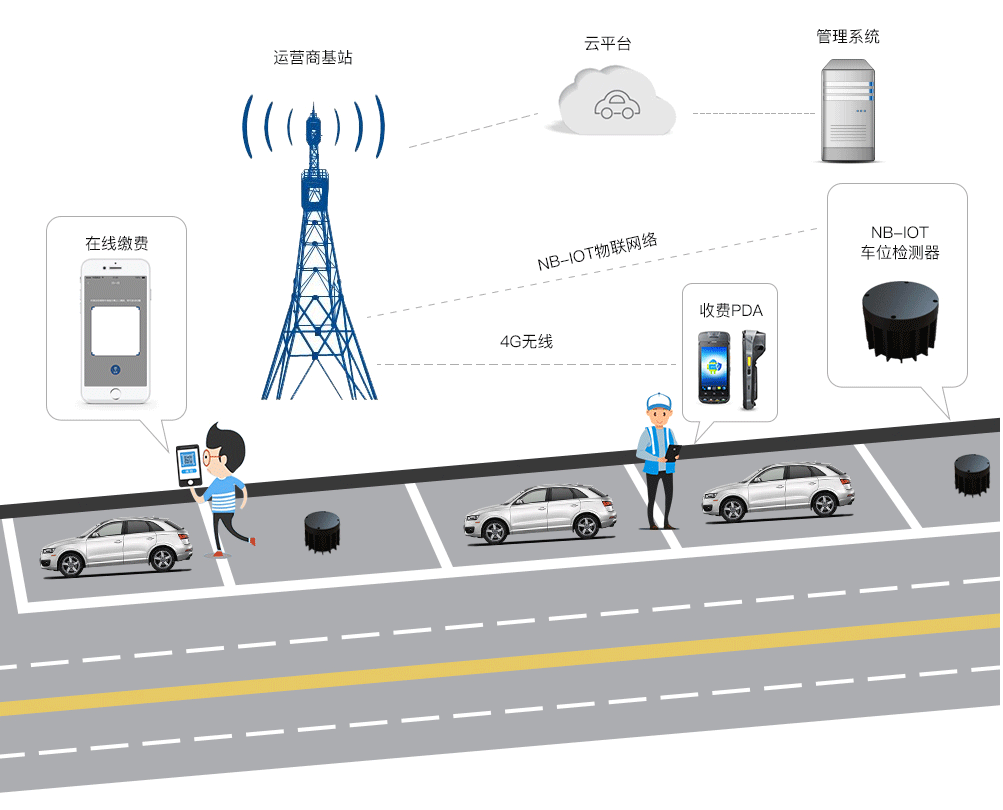 运营商基站
云平台
管理系统
在线缴费
NB-IOT物联网络
NB-IOT
车位检测器
4G无线
收费PDA